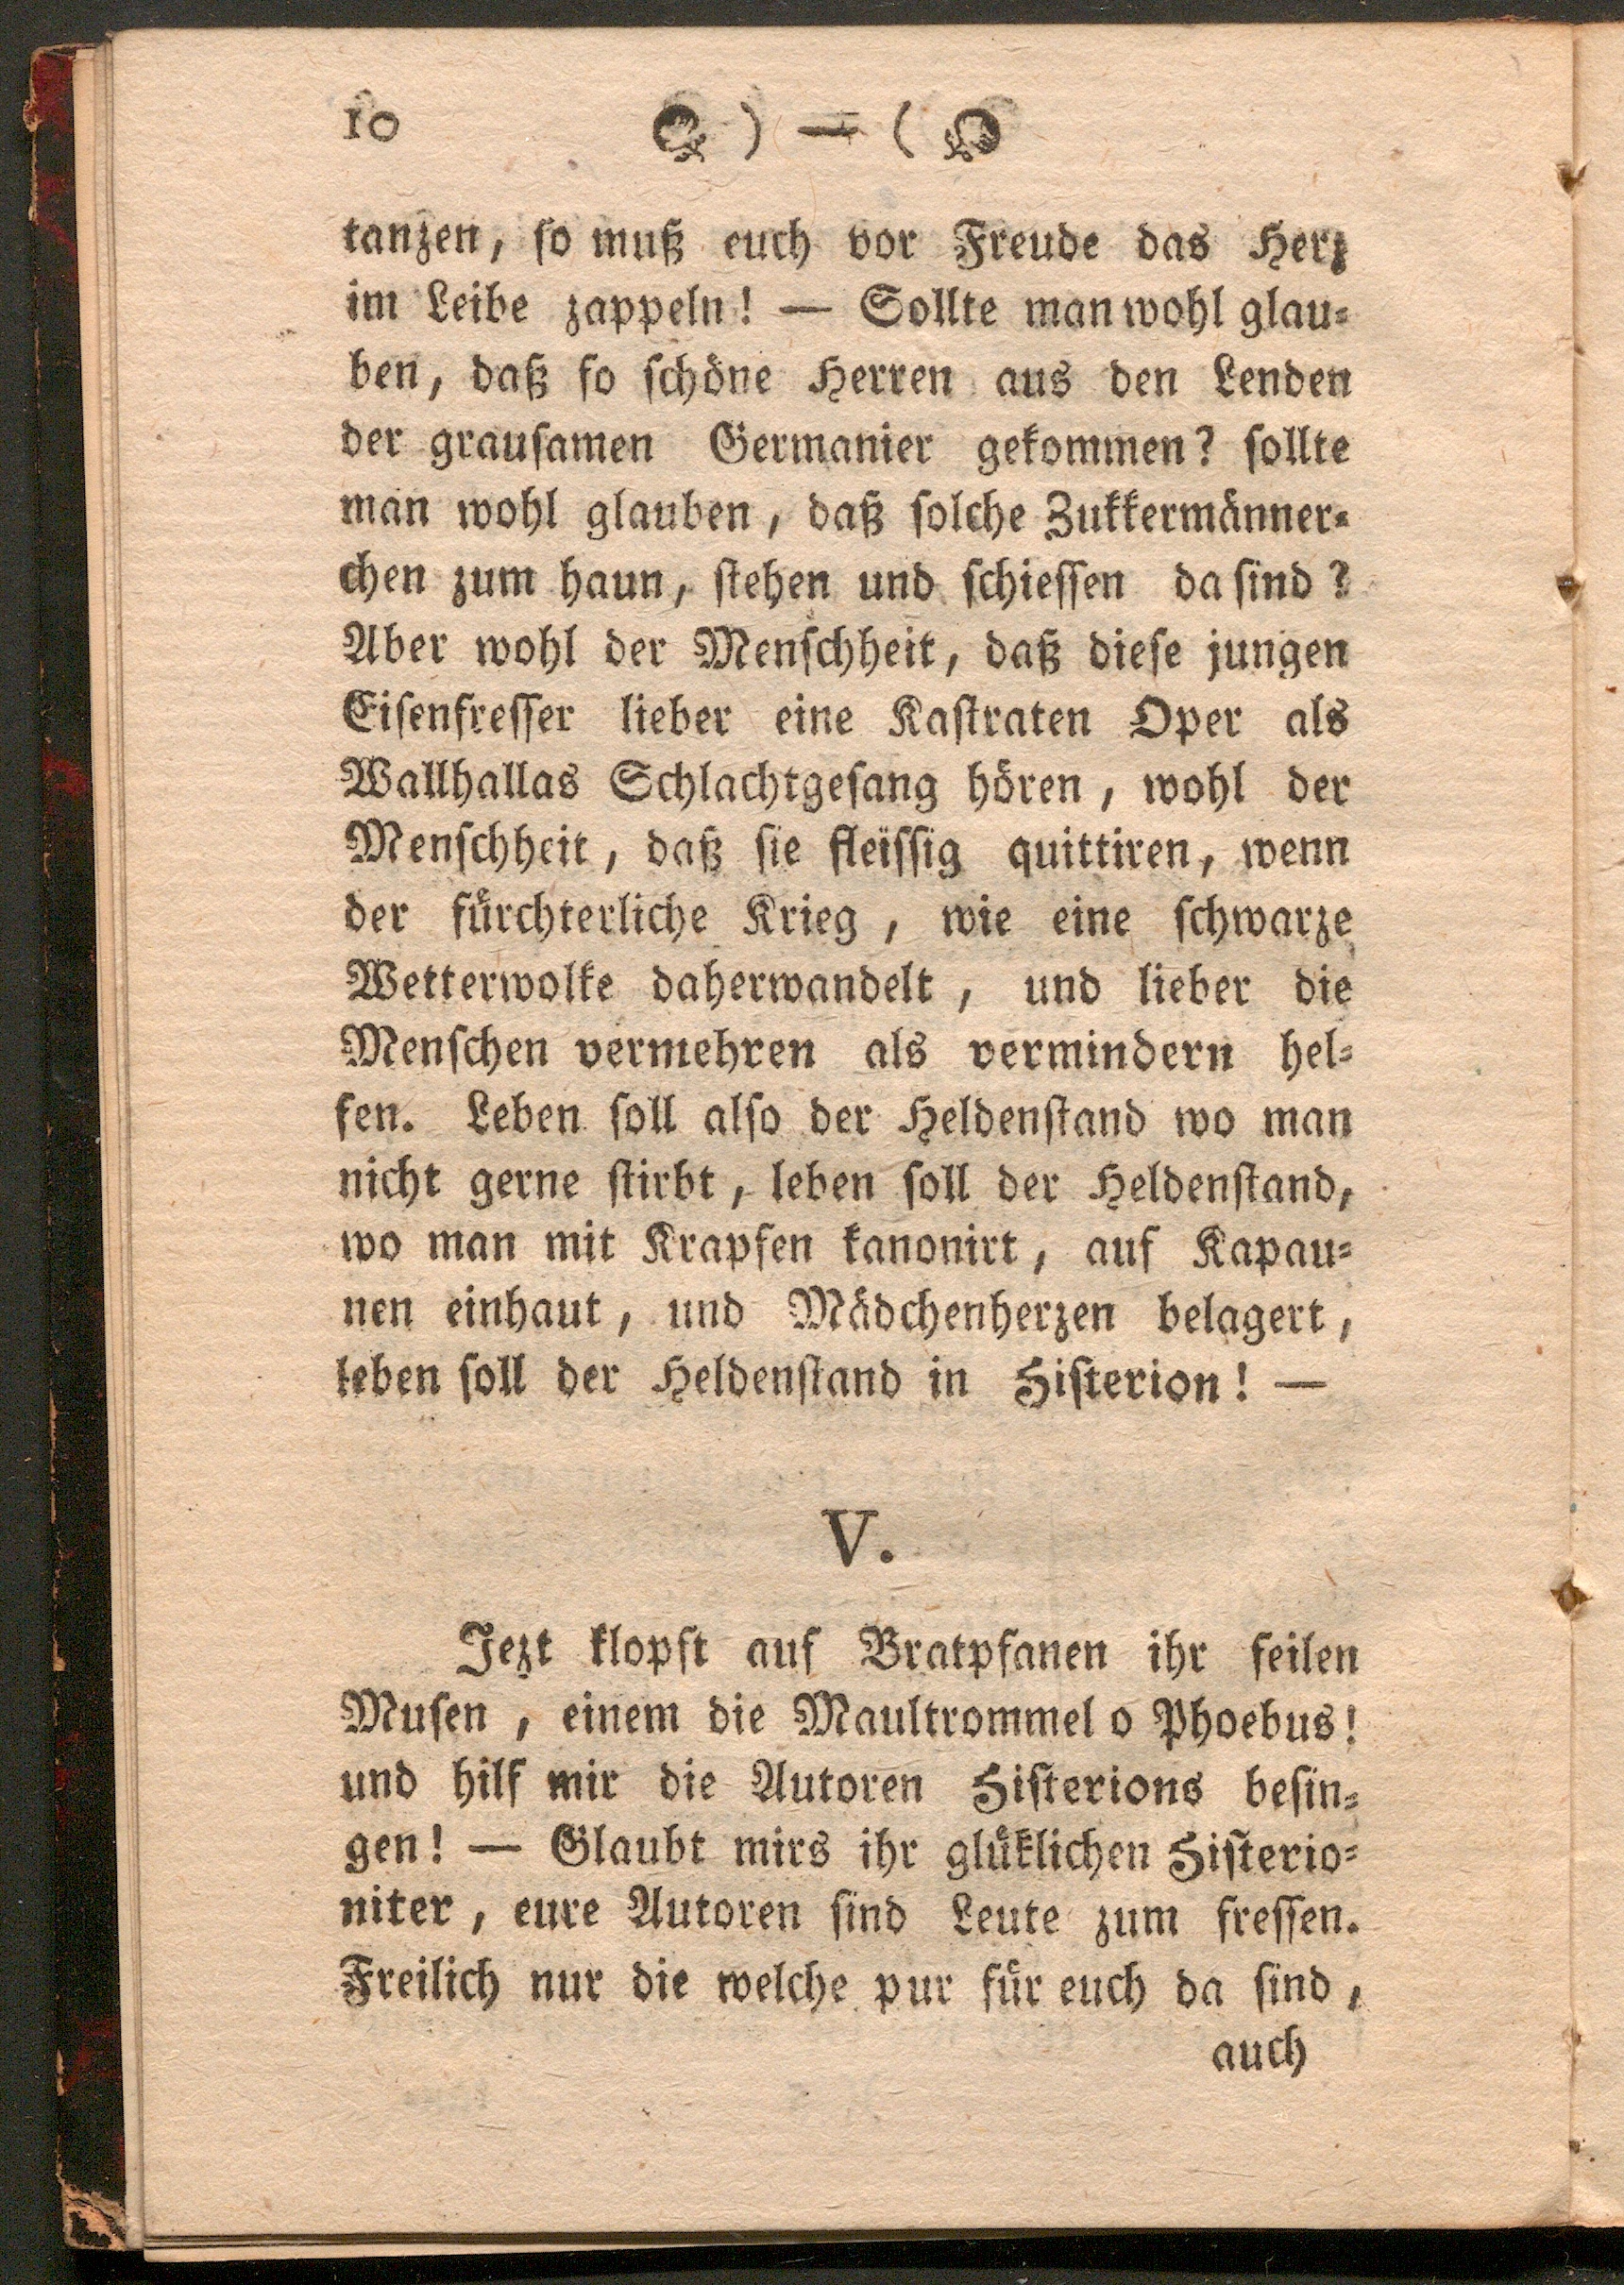 10 ) — (
tanzen, ſo muß euch vor Freude das Herz
im Leibe zappeln! — Sollte man wohl glau⸗
ben, daß ſo ſchöne Herren aus den Lenden
der grauſamen Germanier gekommen? ſollte
man wohl glauben, daß ſolche Zukkermänner⸗
chen zum haun, ſtehen und ſchieſſen da ſind?
Aber wohl der Menſchheit, daß dieſe jungen
Eiſenfreſſer lieber eine Kaſtraten Oper als
Wallhallas Schlachtgeſang hören, wohl der
Menſchheit, daß ſie fleiſſig quittiren, wenn
der fürchterliche Krieg, wie eine ſchwarze
Wetterwolke daherwandelt, und lieber die
Menſchen vermehren als vermindern hel⸗
fen. Leben ſoll alſo der Heldenſtand wo man
nicht gerne ſtirbt, leben ſoll der Heldenſtand,
wo man mit Krapfen kanonirt, auf Kapau⸗
nen einhaut, und Mädchenherzen belagert,
leben ſoll der Heldenſtand in Hiſterion! —
V.
Jezt klopft auf Bratpfanen ihr feilen
Muſen, einem die Maultrommel o Phoebus!
und hilf mir die Autoren Hiſterions beſin⸗
gen! — Glaubt mirs ihr glüklichen Hiſterio⸗
niter, eure Autoren ſind Leute zum freſſen.
Freilich nur die welche pur für euch da ſind,
auch